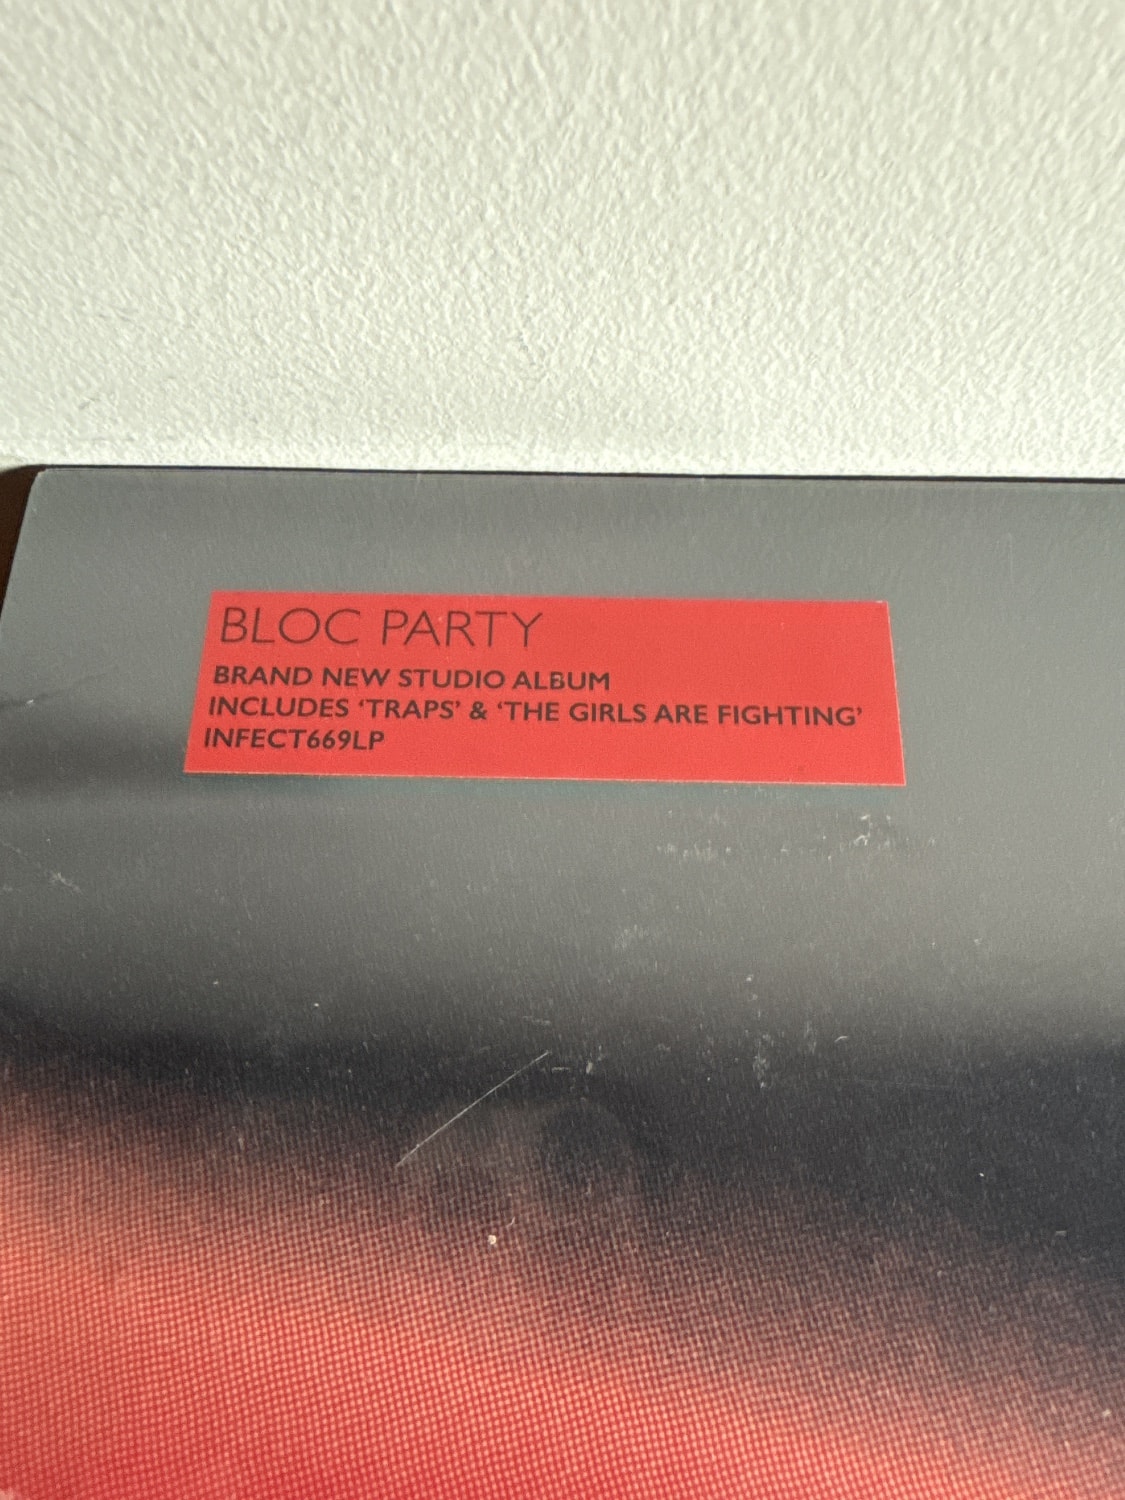 BLOC PARTY
BRAND NEW STUDIO ALBUM
INCLUDES ‘TRAPS’ & ‘THE GIRLS ARE FIGHTING’
INFECT669LP